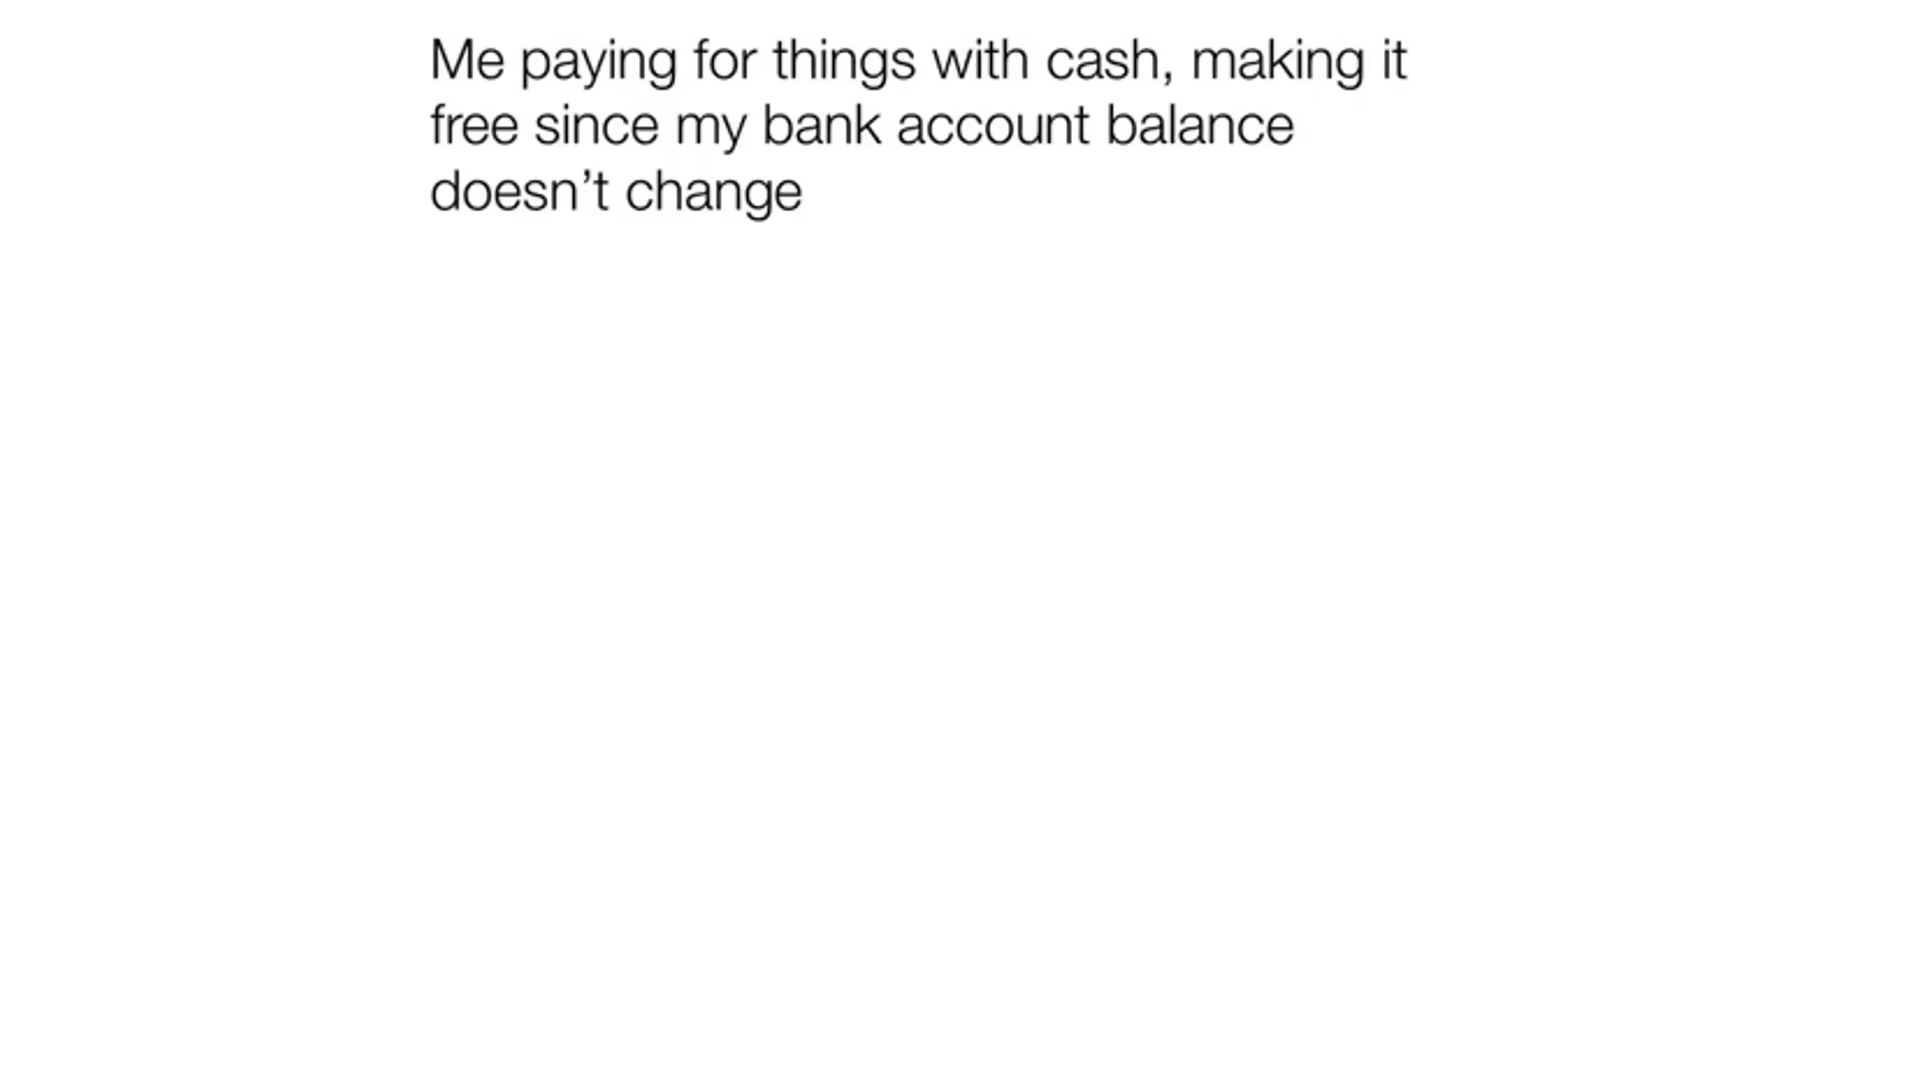 Me paying for things with cash, making it
free since my bank account balance
doesn’t change